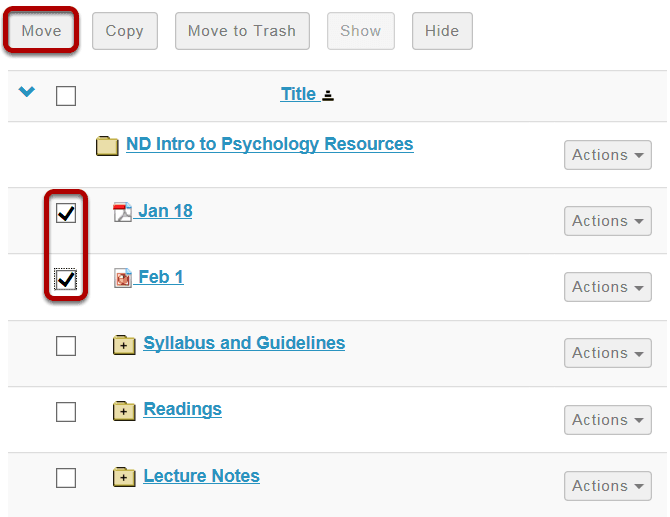 Move Copy Move to Trash Show Hide
Title
ND Intro to Psychology Resources Actions
Jan 18 Actions
Feb 1 Actions
Syllabus and Guidelines Actions
Readings Actions
Lecture Notes Actions